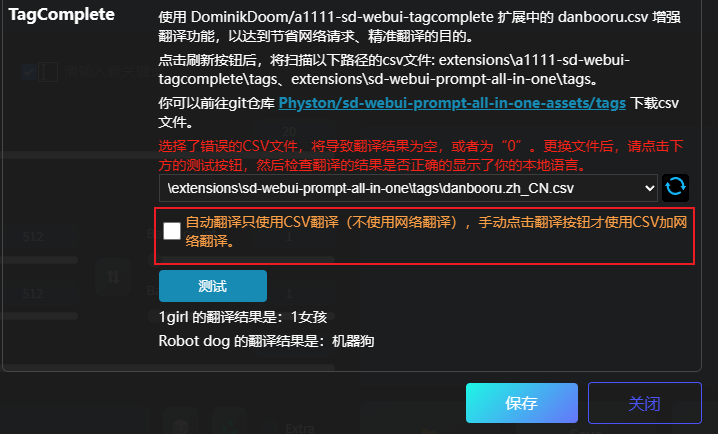 TagComplete
使用 DominikDoom/a1111-sd-webui-tagcomplete 扩展中的 danbooru.csv 增强
翻译功能，以达到节省网络请求、精准翻译的目的。
点击刷新按钮后，将扫描以下路径的csv文件: extensions\a1111-sd-webui-
tagcomplete\tags、extensions\sd-webui-prompt-all-in-one\tags。
你可以前往git仓库 Physton/sd-webui-prompt-all-in-one-assets/tags 下载csv
文件。
选择了错误的CSV文件，将导致翻译结果为空，或者为“0”。更换文件后，请点击下
方的测试按钮，然后检查翻译的结果是否正确的显示了你的本地语言。
\extensions\sd-webui-prompt-all-in-one\tags\danbooru.zh_CN.csv
自动翻译只使用CSV翻译（不使用网络翻译），手动点击翻译按钮才使用CSV加网
络翻译。
测试
1girl 的翻译结果是：1女孩
Robot dog 的翻译结果是：机器狗
保存
关闭
20
512
1
512
1
Extra